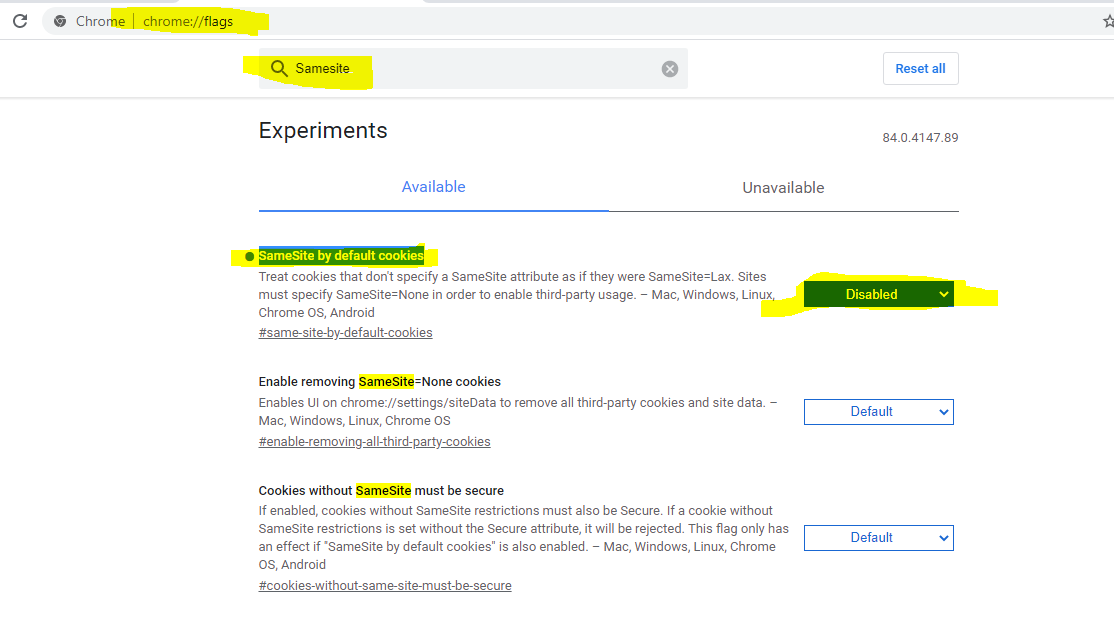 Chrome | chrome://flags
Samesite
Reset all
Experiments
84.0.4147.89
Available
Unavailable
SameSite by default cookies
Treat cookies that don't specify a SameSite attribute as if they were SameSite=Lax. Sites
must specify SameSite=None in order to enable third-party usage. – Mac, Windows, Linux,
Chrome OS, Android
#same-site-by-default-cookies
Disabled
Enable removing SameSite=None cookies
Enables UI on chrome://settings/siteData to remove all third-party cookies and site data. –
Mac, Windows, Linux, Chrome OS
#enable-removing-all-third-party-cookies
Default
Cookies without SameSite must be secure
If enabled, cookies without SameSite restrictions must also be Secure. If a cookie without
SameSite restrictions is set without the Secure attribute, it will be rejected. This flag only has
an effect if "SameSite by default cookies" is also enabled. – Mac, Windows, Linux, Chrome
OS, Android
#cookies-without-same-site-must-be-secure
Default